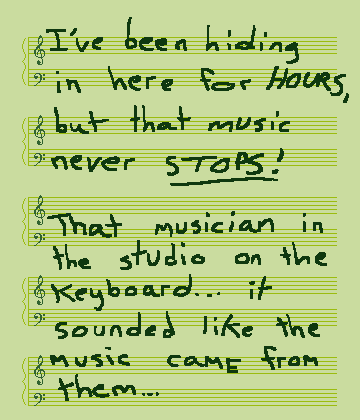 I've been hiding
in here for HOURS,
but that music
never STOPS!
That musician in
the studio on the
keyboard... it
sounded like the
music came from
them...